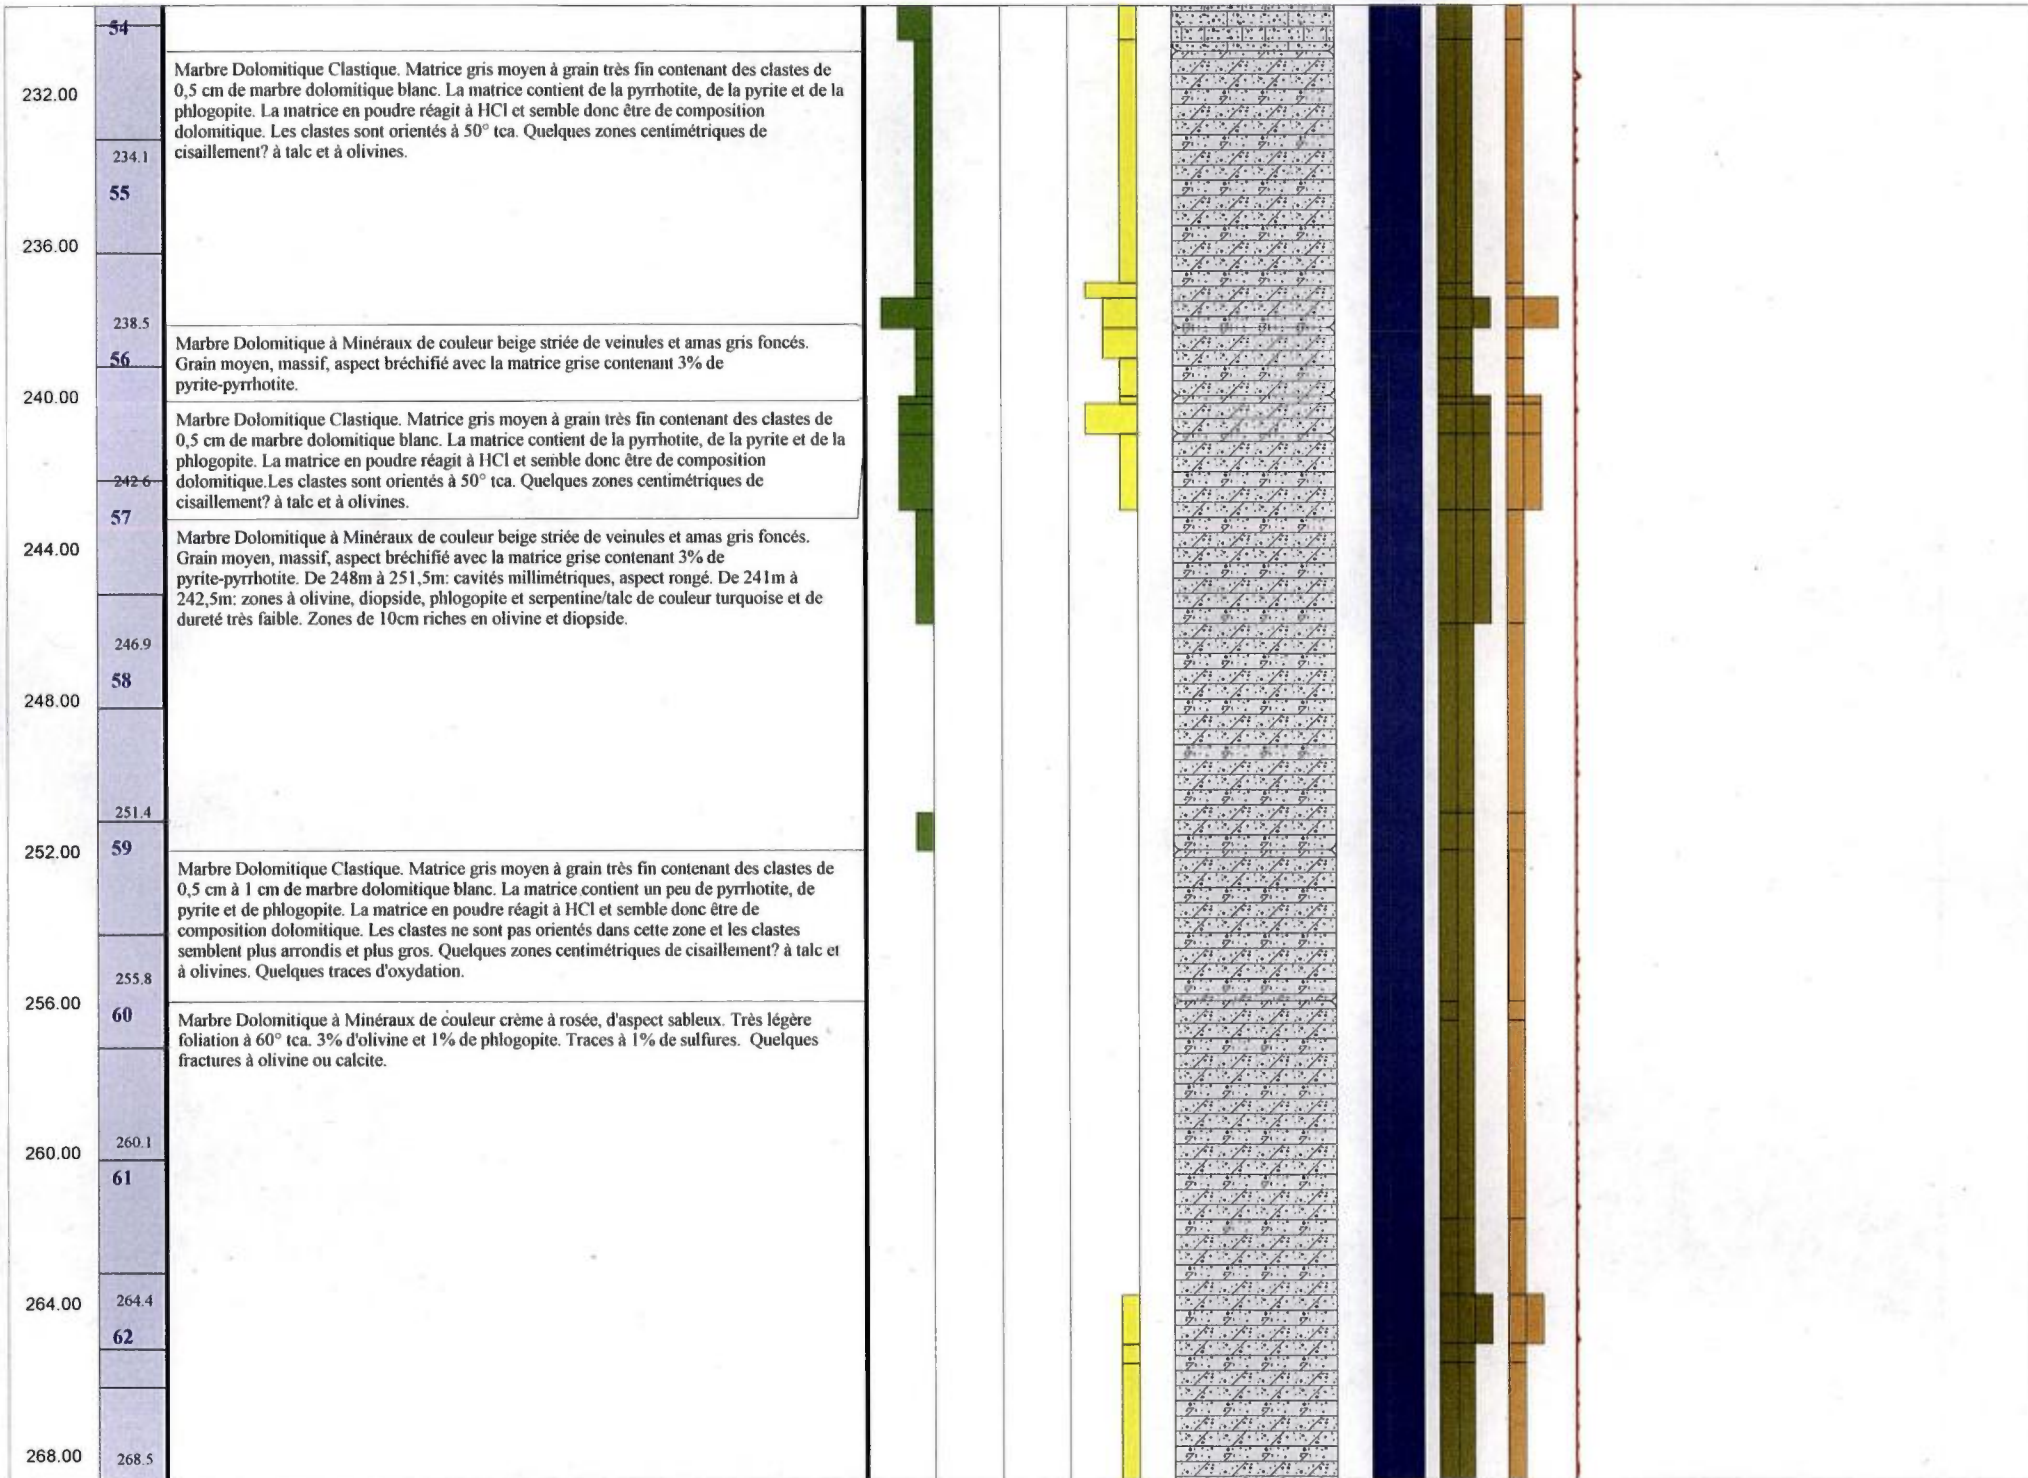 54
Marbre Dolomitique Clastique. Matrice gris moyen à grain très fin contenant des clastes de
0,5 cm de marbre dolomitique blanc. La matrice contient de la pyrrhotite, de la pyrite et de la
phlogopite. La matrice en poudre réagit à HCl et semble donc être de composition
dolomitique. Les clastes sont orientés à 50° tca. Quelques zones centimétriques de
cisaillement? à talc et à olivines.
232.00
234.1
55
236.00
238.5
Marbre Dolomitique à Minéraux de couleur beige striée de veinules et amas gris foncés.
Grain moyen, massif, aspect bréchifié avec la matrice grise contenant 3% de
pyrite-pyrrhotite.
56
240.00
Marbre Dolomitique Clastique. Matrice gris moyen à grain très fin contenant des clastes de
0,5 cm de marbre dolomitique blanc. La matrice contient de la pyrrhotite, de la pyrite et de la
phlogopite. La matrice en poudre réagit à HCl et semble donc être de composition
dolomitique.Les clastes sont orientés à 50° tca. Quelques zones centimétriques de
cisaillement? à talc et à olivines.
242.6
57
244.00
Marbre Dolomitique à Minéraux de couleur beige striée de veinules et amas gris foncés.
Grain moyen, massif, aspect bréchifié avec la matrice grise contenant 3% de
pyrite-pyrrhotite. De 248m à 251,5m: cavités millimétriques, aspect rongé. De 241m à
242,5m: zones à olivine, diopside, phlogopite et serpentine/talc de couleur turquoise et de
dureté très faible. Zones de 10cm riches en olivine et diopside.
246.9
58
248.00
251.4
59
252.00
Marbre Dolomitique Clastique. Matrice gris moyen à grain très fin contenant des clastes de
0,5 cm à 1 cm de marbre dolomitique blanc. La matrice contient un peu de pyrrhotite, de
pyrite et de phlogopite. La matrice en poudre réagit à HCl et semble donc être de
composition dolomitique. Les clastes ne sont pas orientés dans cette zone et les clastes
semblent plus arrondis et plus gros. Quelques zones centimétriques de cisaillement? à talc et
à olivines. Quelques traces d'oxydation.
255.8
256.00
60
Marbre Dolomitique à Minéraux de couleur crème à rosée, d'aspect sableux. Très légère
foliation à 60° tca. 3% d'olivine et 1% de phlogopite. Traces à 1% de sulfures. Quelques
fractures à olivine ou calcite.
260.1
260.00
61
264.00
264.4
62
268.00
268.5